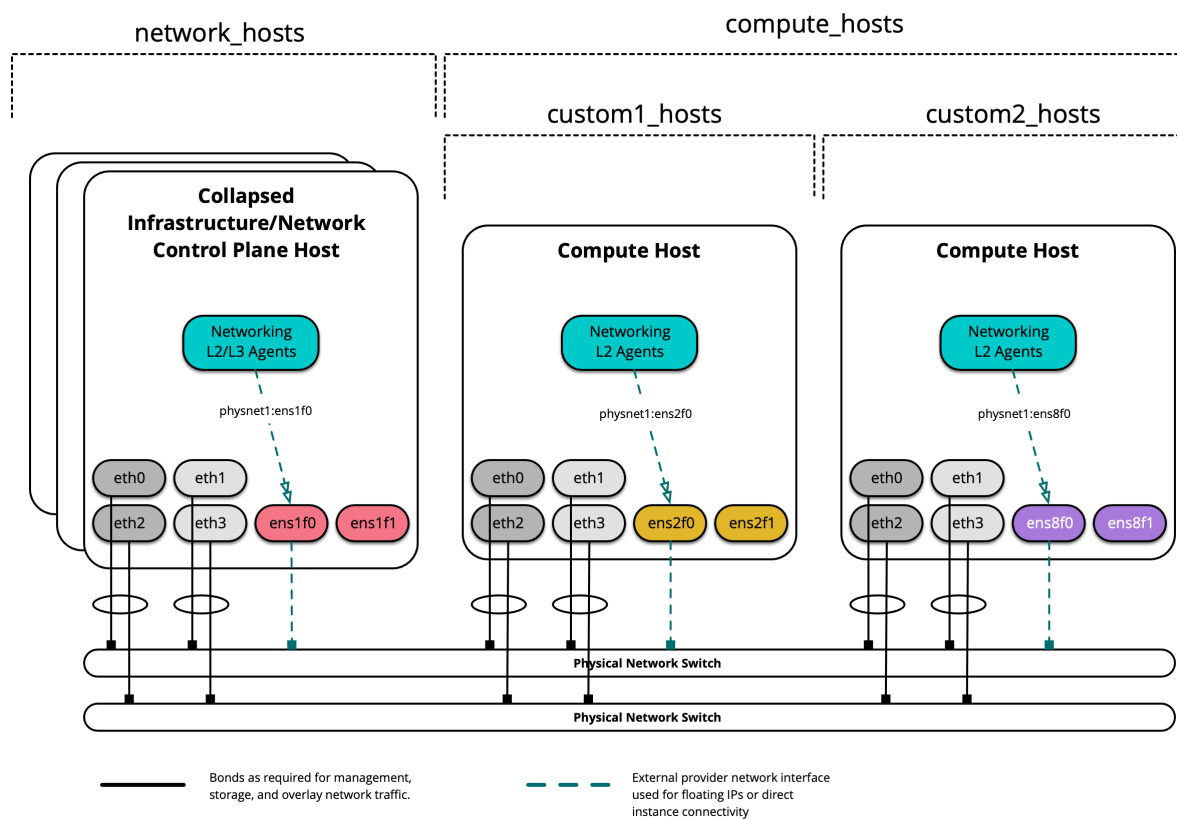 network_hosts
compute_hosts
custom1_hosts
custom2_hosts
Collapsed
Infrastructure/Network
Control Plane Host
Compute Host
Compute Host
Networking
L2/L3 Agents
Networking
L2 Agents
Networking
L2 Agents
physnet1:ens1f0
physnet1:ens2f0
physnet1:ens8f0
eth0
eth1
eth0
eth1
eth0
eth1
eth2
eth3
ens1f0
ens1f1
eth2
eth3
ens2f0
ens2f1
eth2
eth3
ens8f0
ens8f1
Physical Network Switch
Physical Network Switch
Bonds as required for management,
storage, and overlay network traffic.
External provider network interface
used for floating IPs or direct
instance connectivity